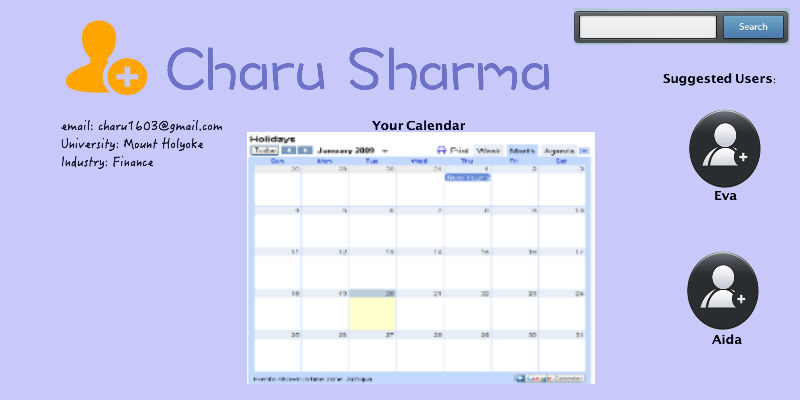 Charu Sharma
Search
Suggested Users:
email: charu1603@gmail.com
University: Mount Holyoke
Industry: Finance
Your Calendar
Holidays
Today January 2009 Print Week Month Agenda
Sun Mon Tue Wed Thu Fri Sat
28 29 30 31 1 2 3
New Year's
4 5 6 7 8 9 10
11 12 13 14 15 16 17
18 19 20 21 22 23 24
25 26 27 28 29 30 31
Events shown in time zone: Antigua
Google Calendar
Eva
Aida